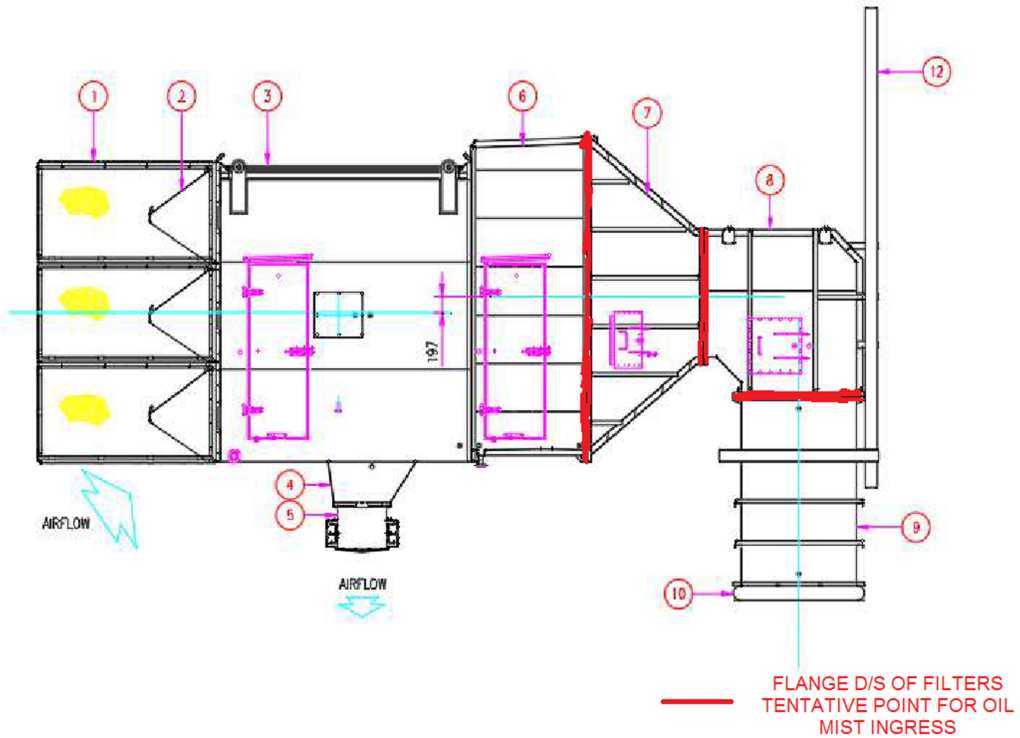 1
2
3
6
7
8
12
197
4
5
AIRFLOW
AIRFLOW
9
10
FLANGE D/S OF FILTERS
TENTATIVE POINT FOR OIL
MIST INGRESS